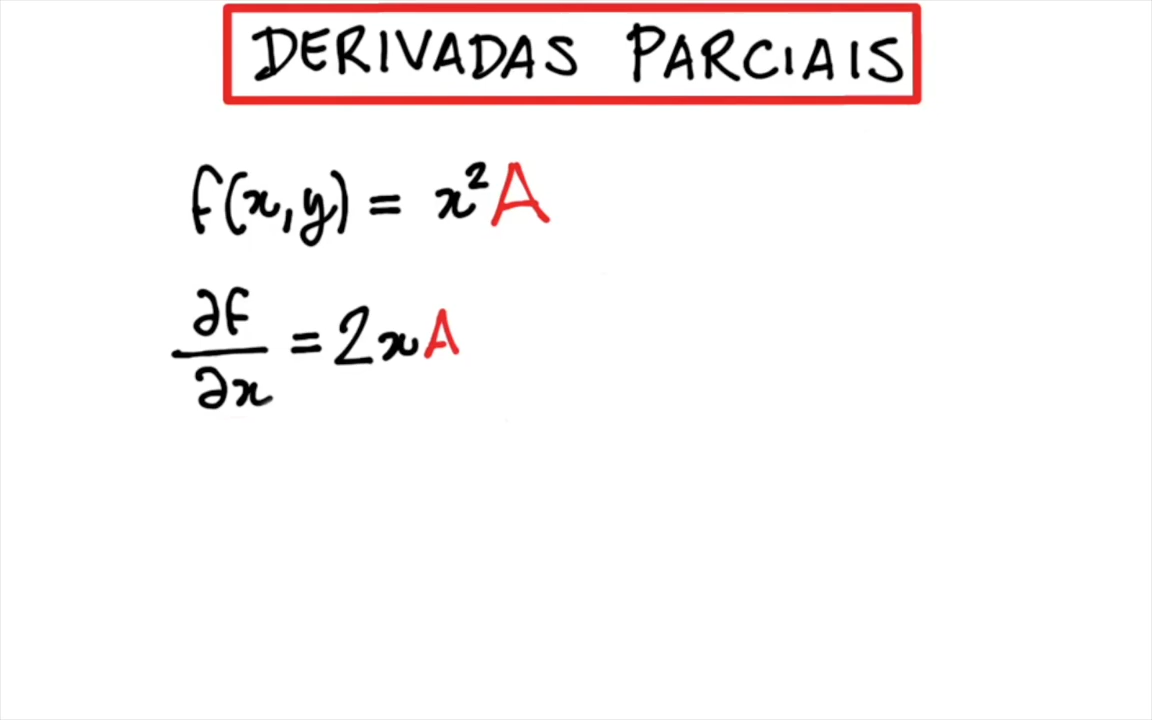 DERIVADAS PARCIAIS
f(x,y) = x²A
∂f/∂x = 2xA